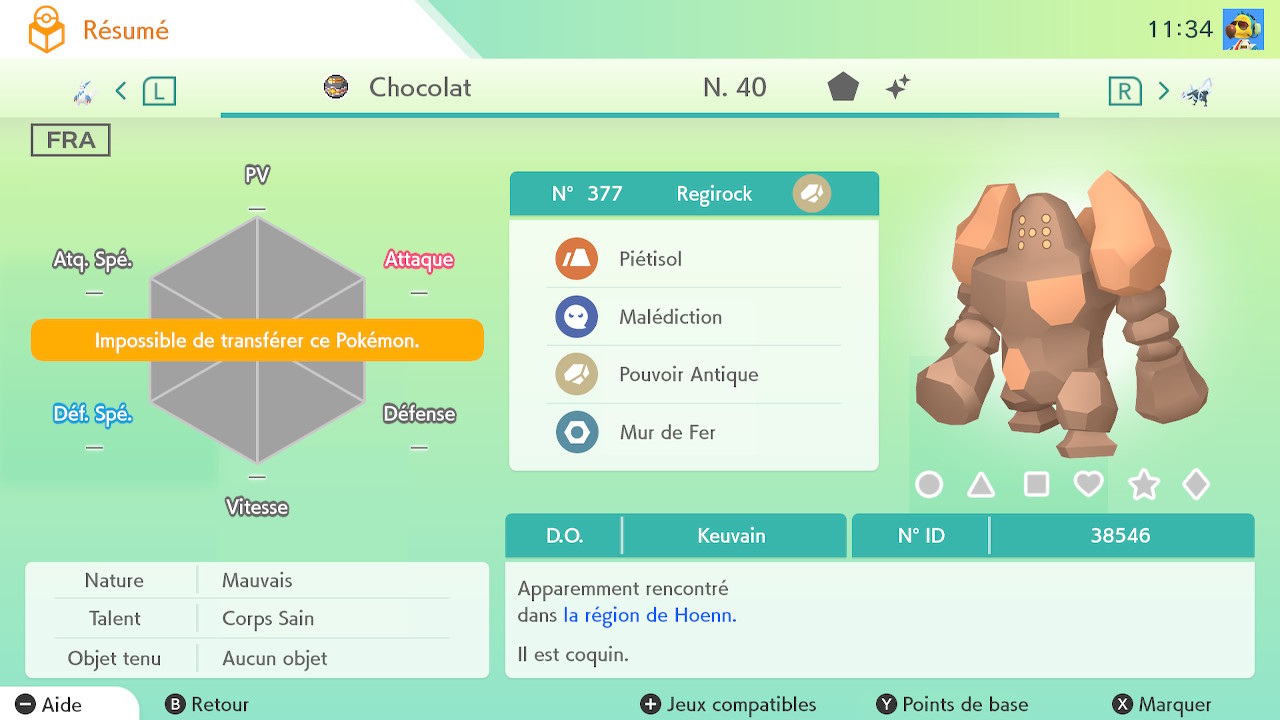 Résumé
11:34
L
Chocolat
N. 40
R
FRA
PV
—
Atq. Spé.
—
Attaque
—
Impossible de transférer ce Pokémon.
Déf. Spé.
—
Défense
—
—
Vitesse
N° 377 Regirock
Piétisol
Malédiction
Pouvoir Antique
Mur de Fer
D.O. Keuvain
N° ID 38546
Nature Mauvais
Talent Corps Sain
Objet tenu Aucun objet
Apparemment rencontré
dans la région de Hoenn.
Il est coquin.
Aide
B Retour
Jeux compatibles
Y Points de base
X Marquer